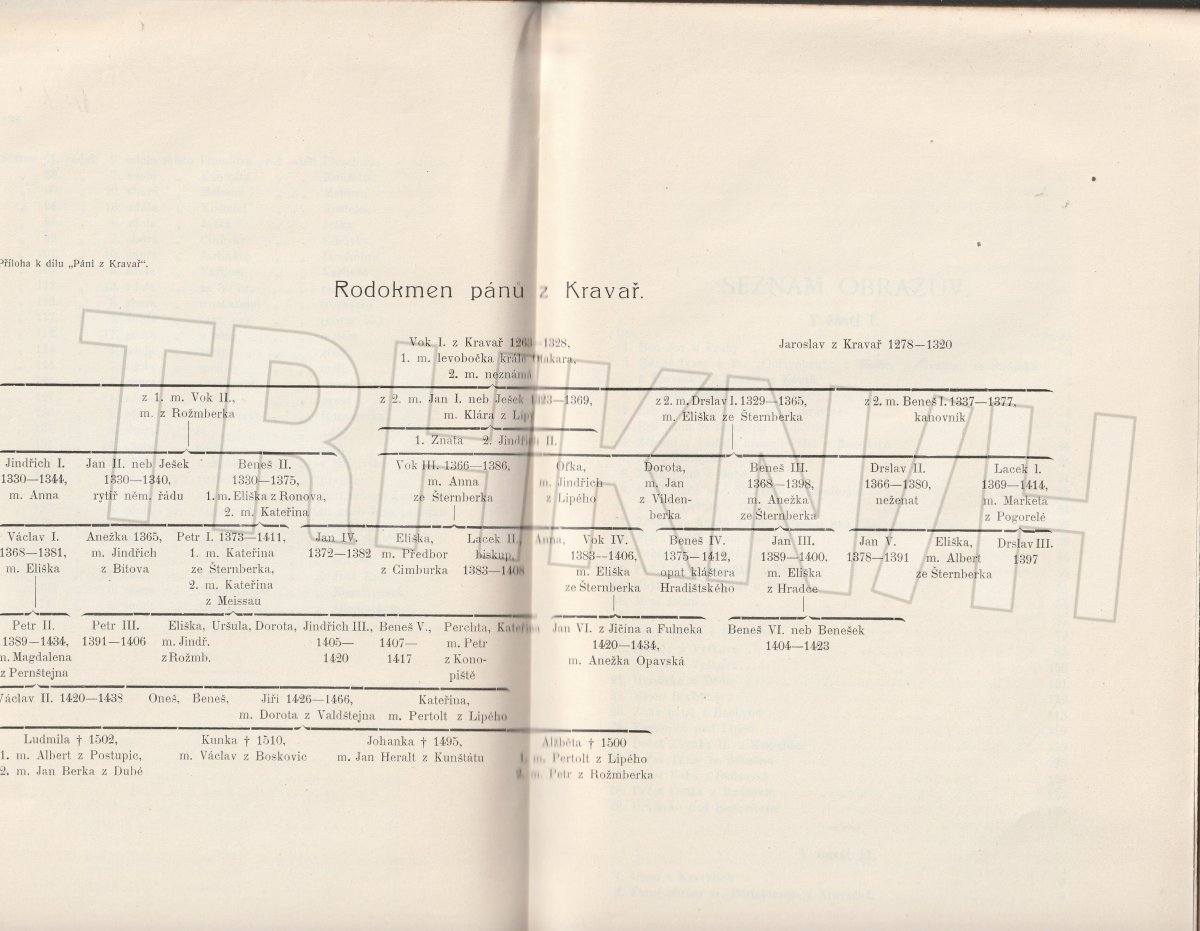 Příloha k dílu „Páni z Kravař“.
Rodokmen pánů z Kravař.
Vok I. z Kravař 1263—1328,
1. m. levobočka krále Otakara,
2. m. neznámá
Jaroslav z Kravař 1278—1320
z 1. m. Vok II.,
m. z Rožmberka
z 2. m. Jan I. neb Ješek 1323—1369,
m. Klára z Lipé
1. Znata 2. Jindřich II.
z 2. m. Drslav I. 1329—1365,
m. Eliška ze Šternberka
z 2. m. Beneš I. 1337—1377,
kanovník
Jindřich I.
1330—1344,
m. Anna
Jan II. neb Ješek
1330—1340,
rytíř něm. řádu
Beneš II.
1330—1375,
1. m. Eliška z Ronova,
2. m. Kateřina
Vok III. 1366—1386,
m. Anna
ze Šternberka
Ofka,
m. Jindřich
z Lipého
Dorota,
m. Jan
z Vilden-
berka
Beneš III.
1368—1398,
m. Anežka
ze Šternberka
Drslav II.
1366—1380,
neženat
Lacek I.
1369—1414,
m. Marketa
z Pogorelé
Václav I.
1368—1381,
m. Eliška
Anežka 1365,
m. Jindřich
z Bítova
Petr I. 1373—1411,
1. m. Kateřina
ze Šternberka,
2. m. Kateřina
z Meissau
Jan IV.
1372—1382
Eliška,
m. Předbor
z Cimburka
Lacek II.,
biskup,
1383—1408
Anna,
Vok IV.
1383—1406,
m. Eliška
ze Šternberka
Beneš IV.
1375—1412,
opat kláštera
Hradištského
Jan III.
1389—1400,
m. Eliška
z Hradce
Jan V.
1378—1391
Eliška,
m. Albert
ze Šternberka
Drslav III.
1397
Petr II.
1389—1434,
m. Magdalena
z Pernštejna
Petr III.
1391—1406
Eliška, Uršula, Dorota,
m. Jindř.
z Rožmb.
Jindřich III.,
1405—
1420
Beneš V.,
1407—
1417
Perchta, Kateřina
m. Petr
z Kono-
piště
Jan VI. z Jičína a Fulneka
1420—1434,
m. Anežka Opavská
Beneš VI. neb Benešek
1404—1423
Václav II. 1420—1438
Oneš, Beneš,
Jiří 1426—1466,
m. Dorota z Valdštejna
Kateřina,
m. Pertolt z Lipého
Ludmila † 1502,
1. m. Albert z Postupic,
2. m. Jan Berka z Dubé
Kunka † 1510,
m. Václav z Boskovic
Johanka † 1495,
m. Jan Heralt z Kunštátu
Alžběta † 1500
1. m. Pertolt z Lipého
2. m. Petr z Rožmberka
SEZNAM OBRAZŮV
TRHKNIH